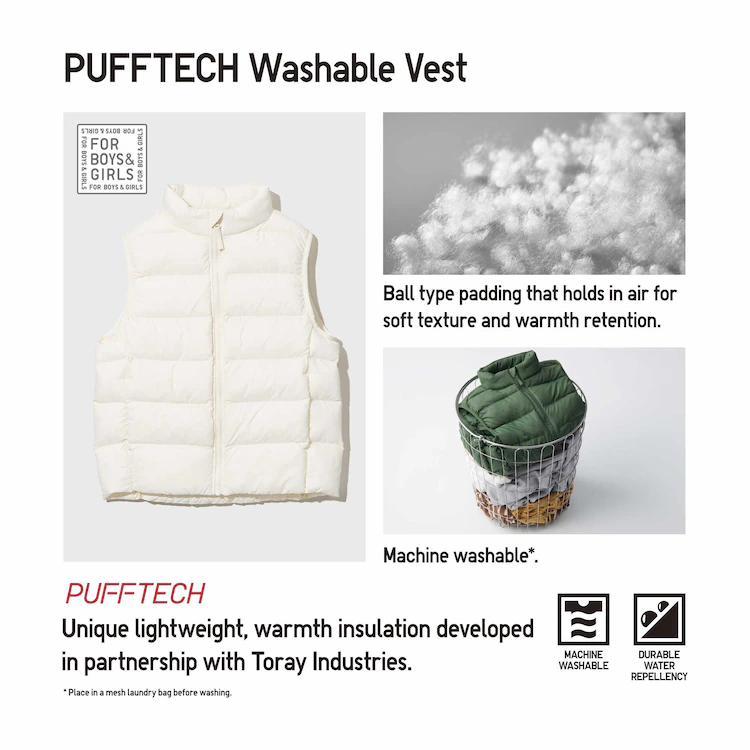 PUFFTECH Washable Vest
FOR BOYS & GIRLS
FOR
BOYS&
GIRLS
FOR BOYS & GIRLS
FOR BOYS & GIRLS
FOR BOYS & GIRLS
Ball type padding that holds in air for
soft texture and warmth retention.
Machine washable*.
PUFFTECH
Unique lightweight, warmth insulation developed
in partnership with Toray Industries.
* Place in a mesh laundry bag before washing.
MACHINE
WASHABLE
DURABLE
WATER
REPELLENCY